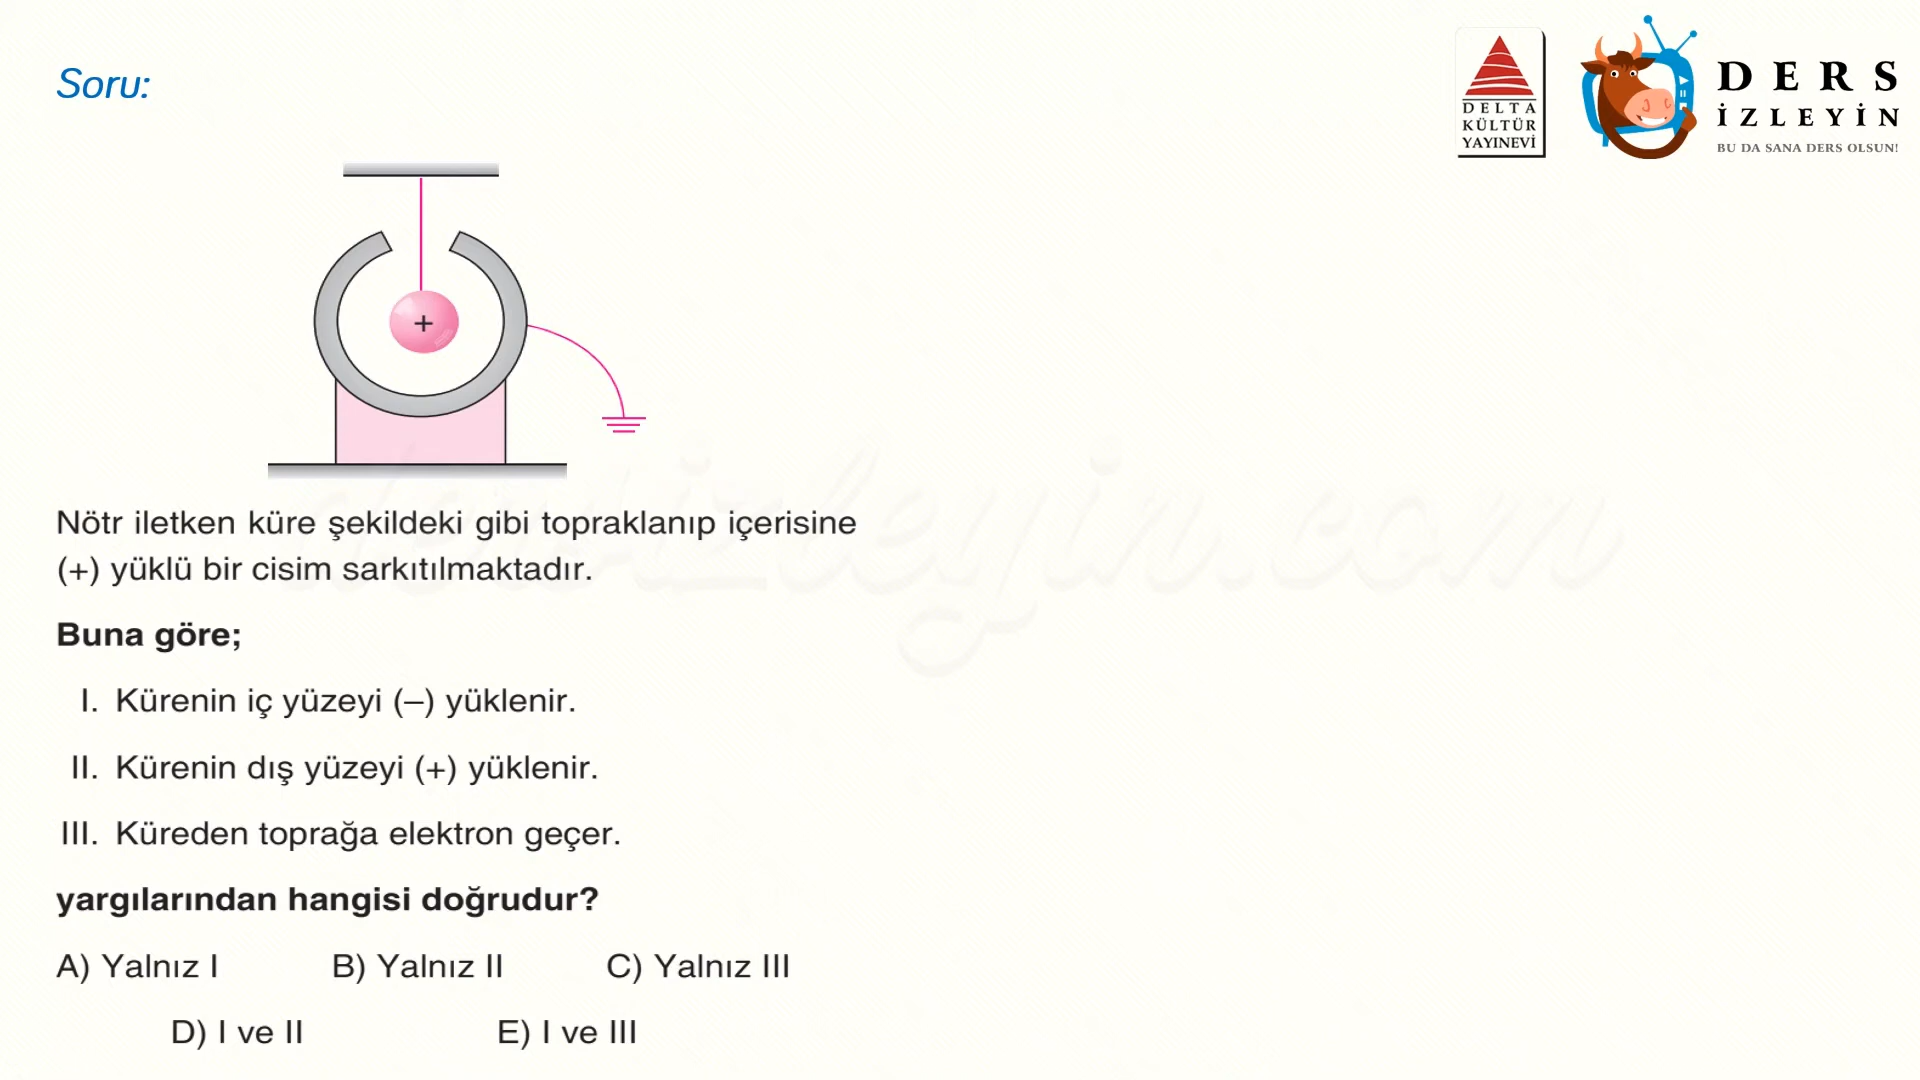 Soru:
DELTA
KÜLTÜR
YAYINEVİ
DERS
İZLEYİN
BU DA SANA DERS OLSUN!
+
Nötr iletken küre şekildeki gibi topraklanıp içerisine
(+) yüklü bir cisim sarkıtılmaktadır.
Buna göre;
I. Kürenin iç yüzeyi (–) yüklenir.
II. Kürenin dış yüzeyi (+) yüklenir.
III. Küreden toprağa elektron geçer.
yargılarından hangisi doğrudur?
A) Yalnız I B) Yalnız II C) Yalnız III
D) I ve II E) I ve III
dersizleyin.com